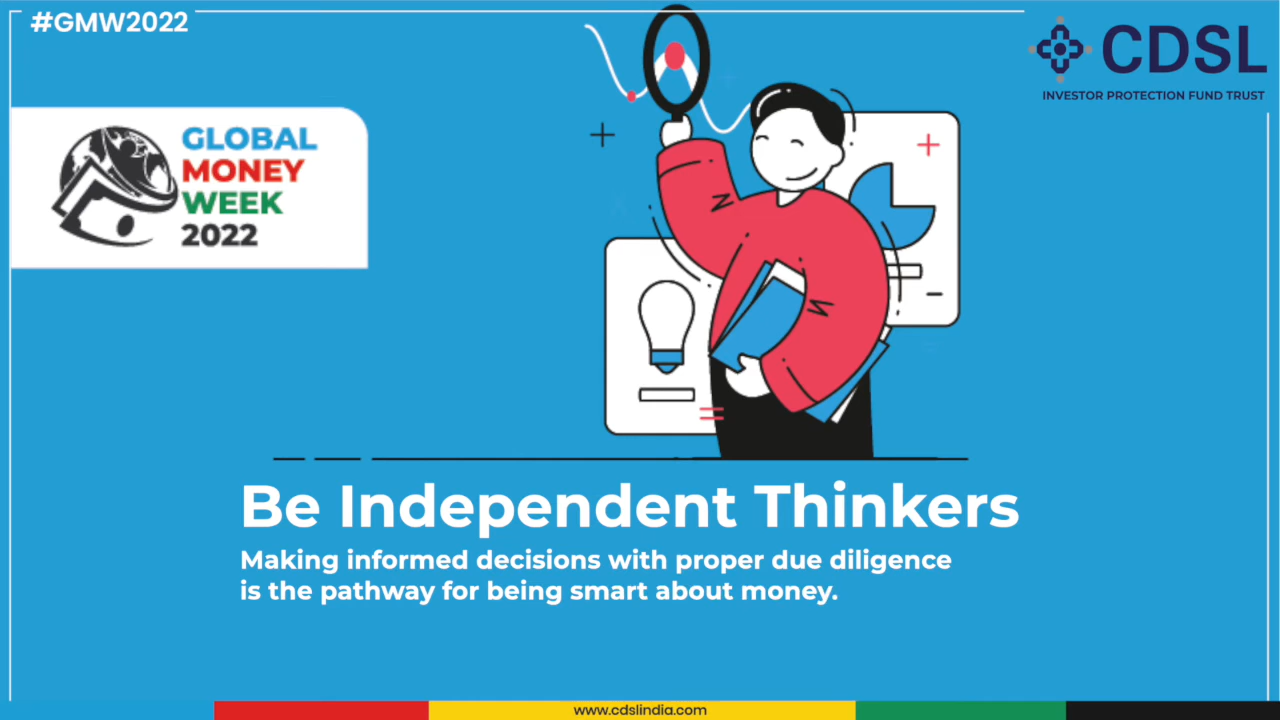 #GMW2022
CDSL
INVESTOR PROTECTION FUND TRUST
GLOBAL
MONEY
WEEK
2022
Be Independent Thinkers
Making informed decisions with proper due diligence
is the pathway for being smart about money.
www.cdslindia.com